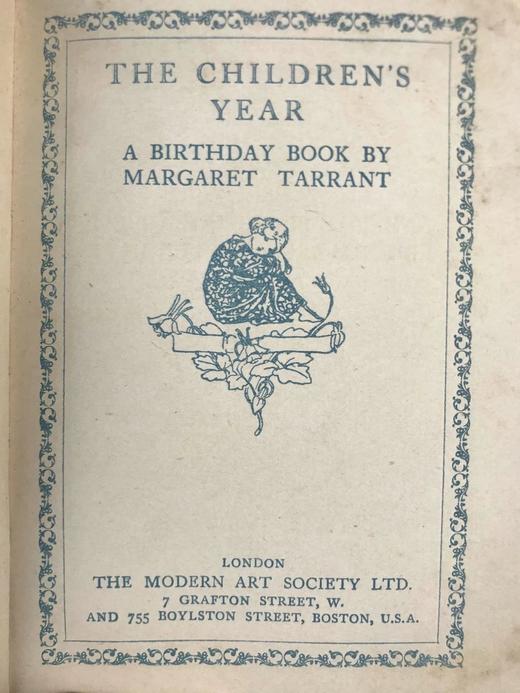 THE CHILDREN'S
YEAR
A BIRTHDAY BOOK BY
MARGARET TARRANT
LONDON
THE MODERN ART SOCIETY LTD.
7 GRAFTON STREET, W.
AND 755 BOYLSTON STREET, BOSTON, U.S.A.